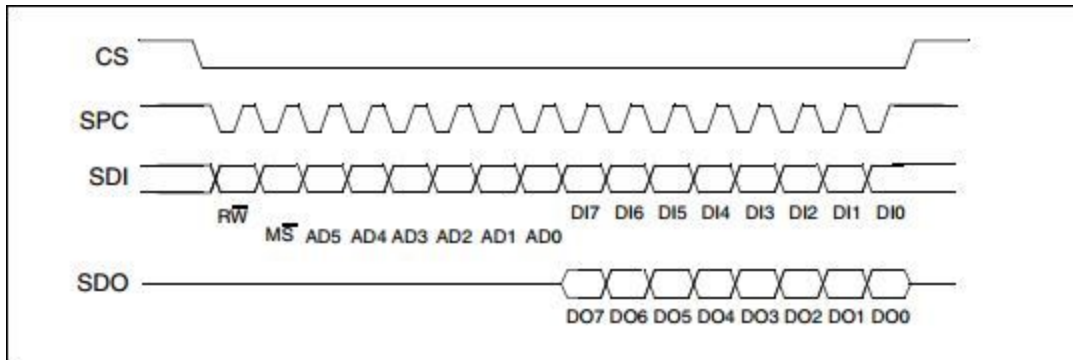 CS
SPC
SDI
RW̅ DI7 DI6 DI5 DI4 DI3 DI2 DI1 DI0
MS̅ AD5 AD4 AD3 AD2 AD1 AD0
SDO
DO7 DO6 DO5 DO4 DO3 DO2 DO1 DO0